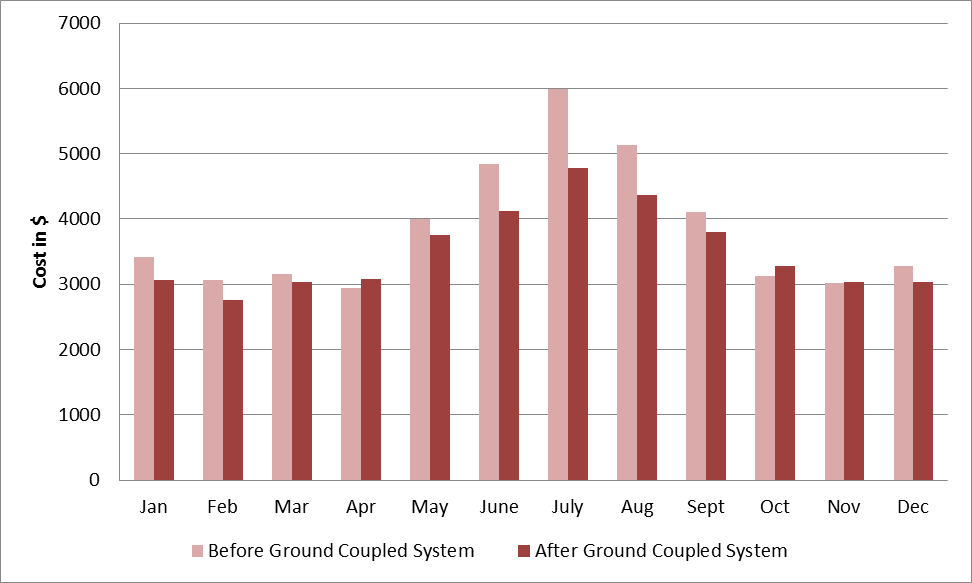 7000
6000
5000
4000
3000
2000
1000
0
Cost in $
Jan Feb Mar Apr May June July Aug Sept Oct Nov Dec
Before Ground Coupled System After Ground Coupled System